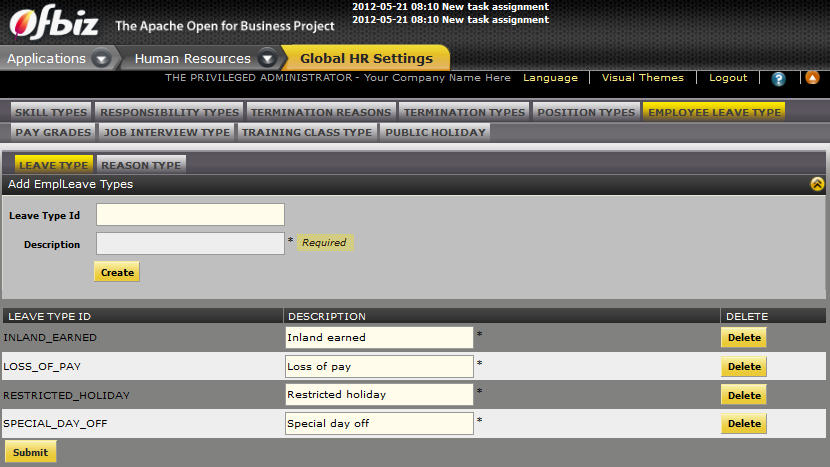 2012-05-21 08:10 New task assignment
2012-05-21 08:10 New task assignment
Ofbiz The Apache Open for Business Project
Applications Human Resources Global HR Settings
THE PRIVILEGED ADMINISTRATOR - Your Company Name Here Language Visual Themes Logout ?
SKILL TYPES RESPONSIBILITY TYPES TERMINATION REASONS TERMINATION TYPES POSITION TYPES EMPLOYEE LEAVE TYPE
PAY GRADES JOB INTERVIEW TYPE TRAINING CLASS TYPE PUBLIC HOLIDAY
LEAVE TYPE REASON TYPE
Add EmplLeave Types
Leave Type Id
Description * Required
Create
LEAVE TYPE ID DESCRIPTION DELETE
INLAND_EARNED Inland earned * Delete
LOSS_OF_PAY Loss of pay * Delete
RESTRICTED_HOLIDAY Restricted holiday * Delete
SPECIAL_DAY_OFF Special day off * Delete
Submit